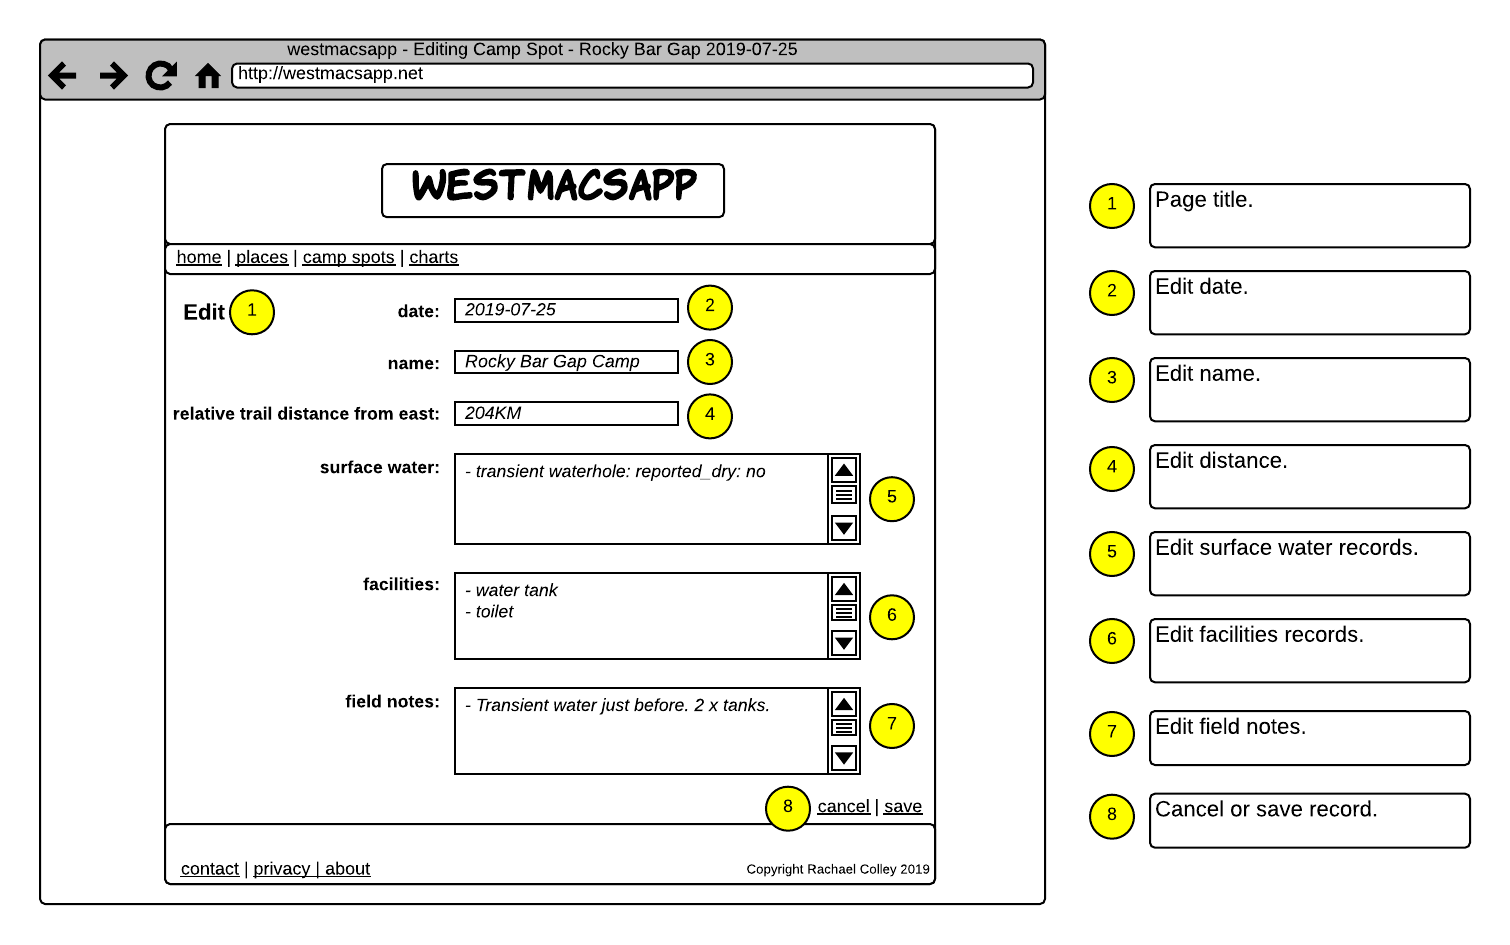 westmacsapp - Editing Camp Spot - Rocky Bar Gap 2019-07-25
http://westmacsapp.net
WESTMACSAPP
home | places | camp spots | charts
Edit 1 date: 2019-07-25 2
name: Rocky Bar Gap Camp 3
relative trail distance from east: 204KM 4
surface water: - transient waterhole: reported_dry: no
5
facilities: - water tank
- toilet
6
field notes: - Transient water just before. 2 x tanks.
7
8 cancel | save
contact | privacy | about Copyright Rachael Colley 2019
1 Page title.
2 Edit date.
3 Edit name.
4 Edit distance.
5 Edit surface water records.
6 Edit facilities records.
7 Edit field notes.
8 Cancel or save record.